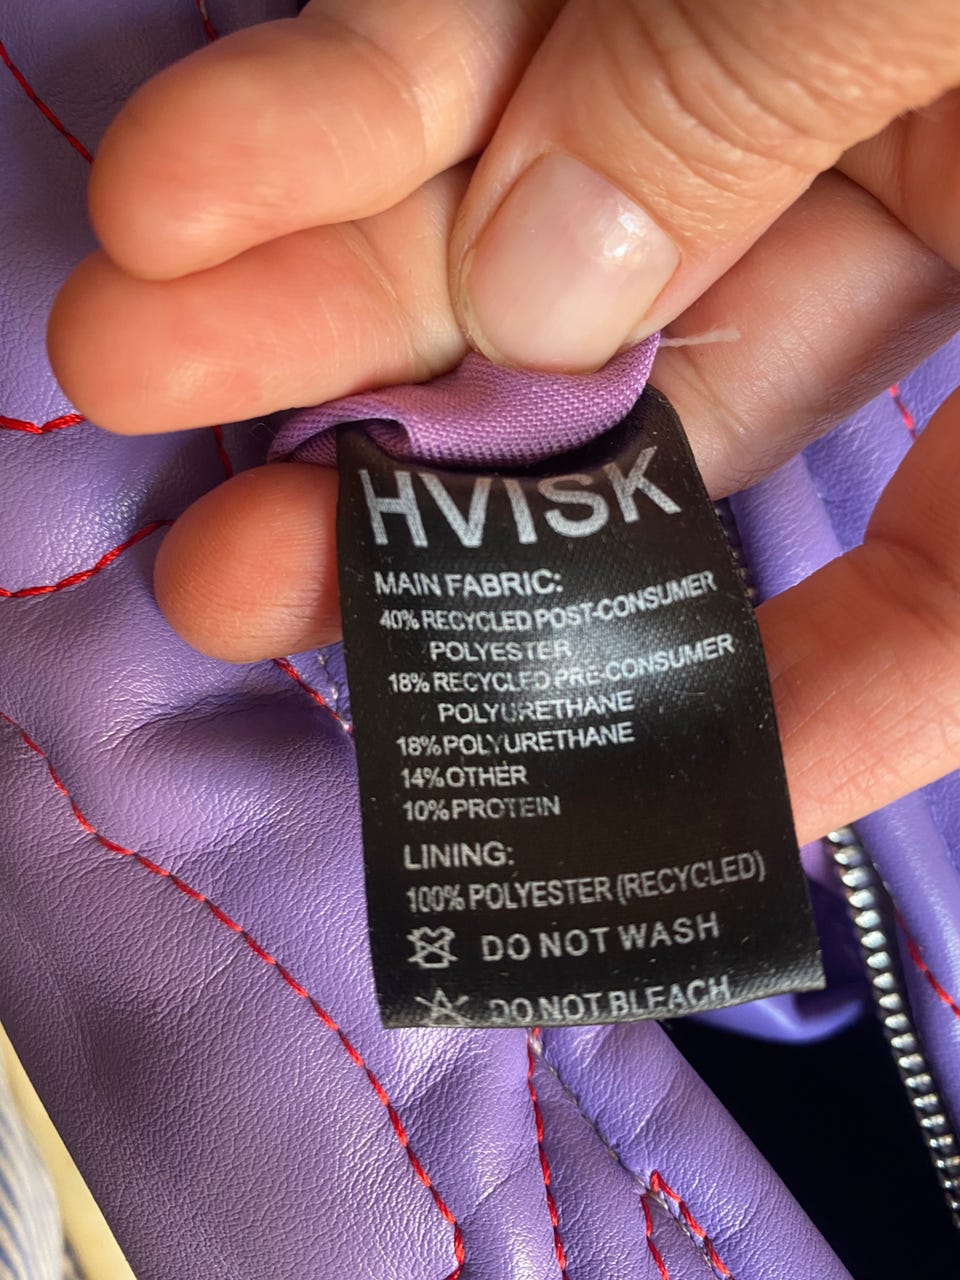 HVISK
MAIN FABRIC:
40% RECYCLED POST-CONSUMER
POLYESTER
18% RECYCLED PRE-CONSUMER
POLYURETHANE
18% POLYURETHANE
14% OTHER
10% PROTEIN
LINING:
100% POLYESTER (RECYCLED)
DO NOT WASH
DO NOT BLEACH